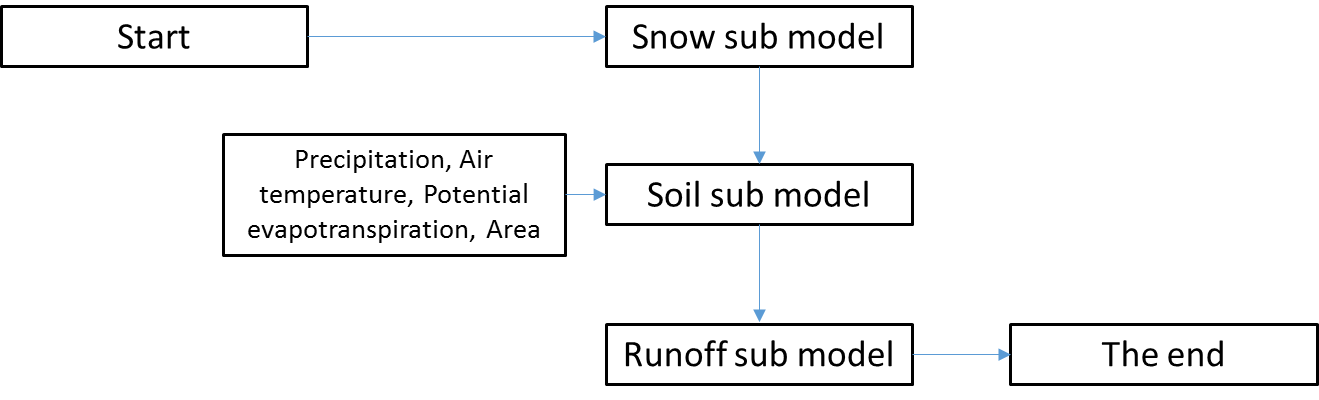 Start
Snow sub model
Precipitation, Air
temperature, Potential
evapotranspiration, Area
Soil sub model
Runoff sub model
The end